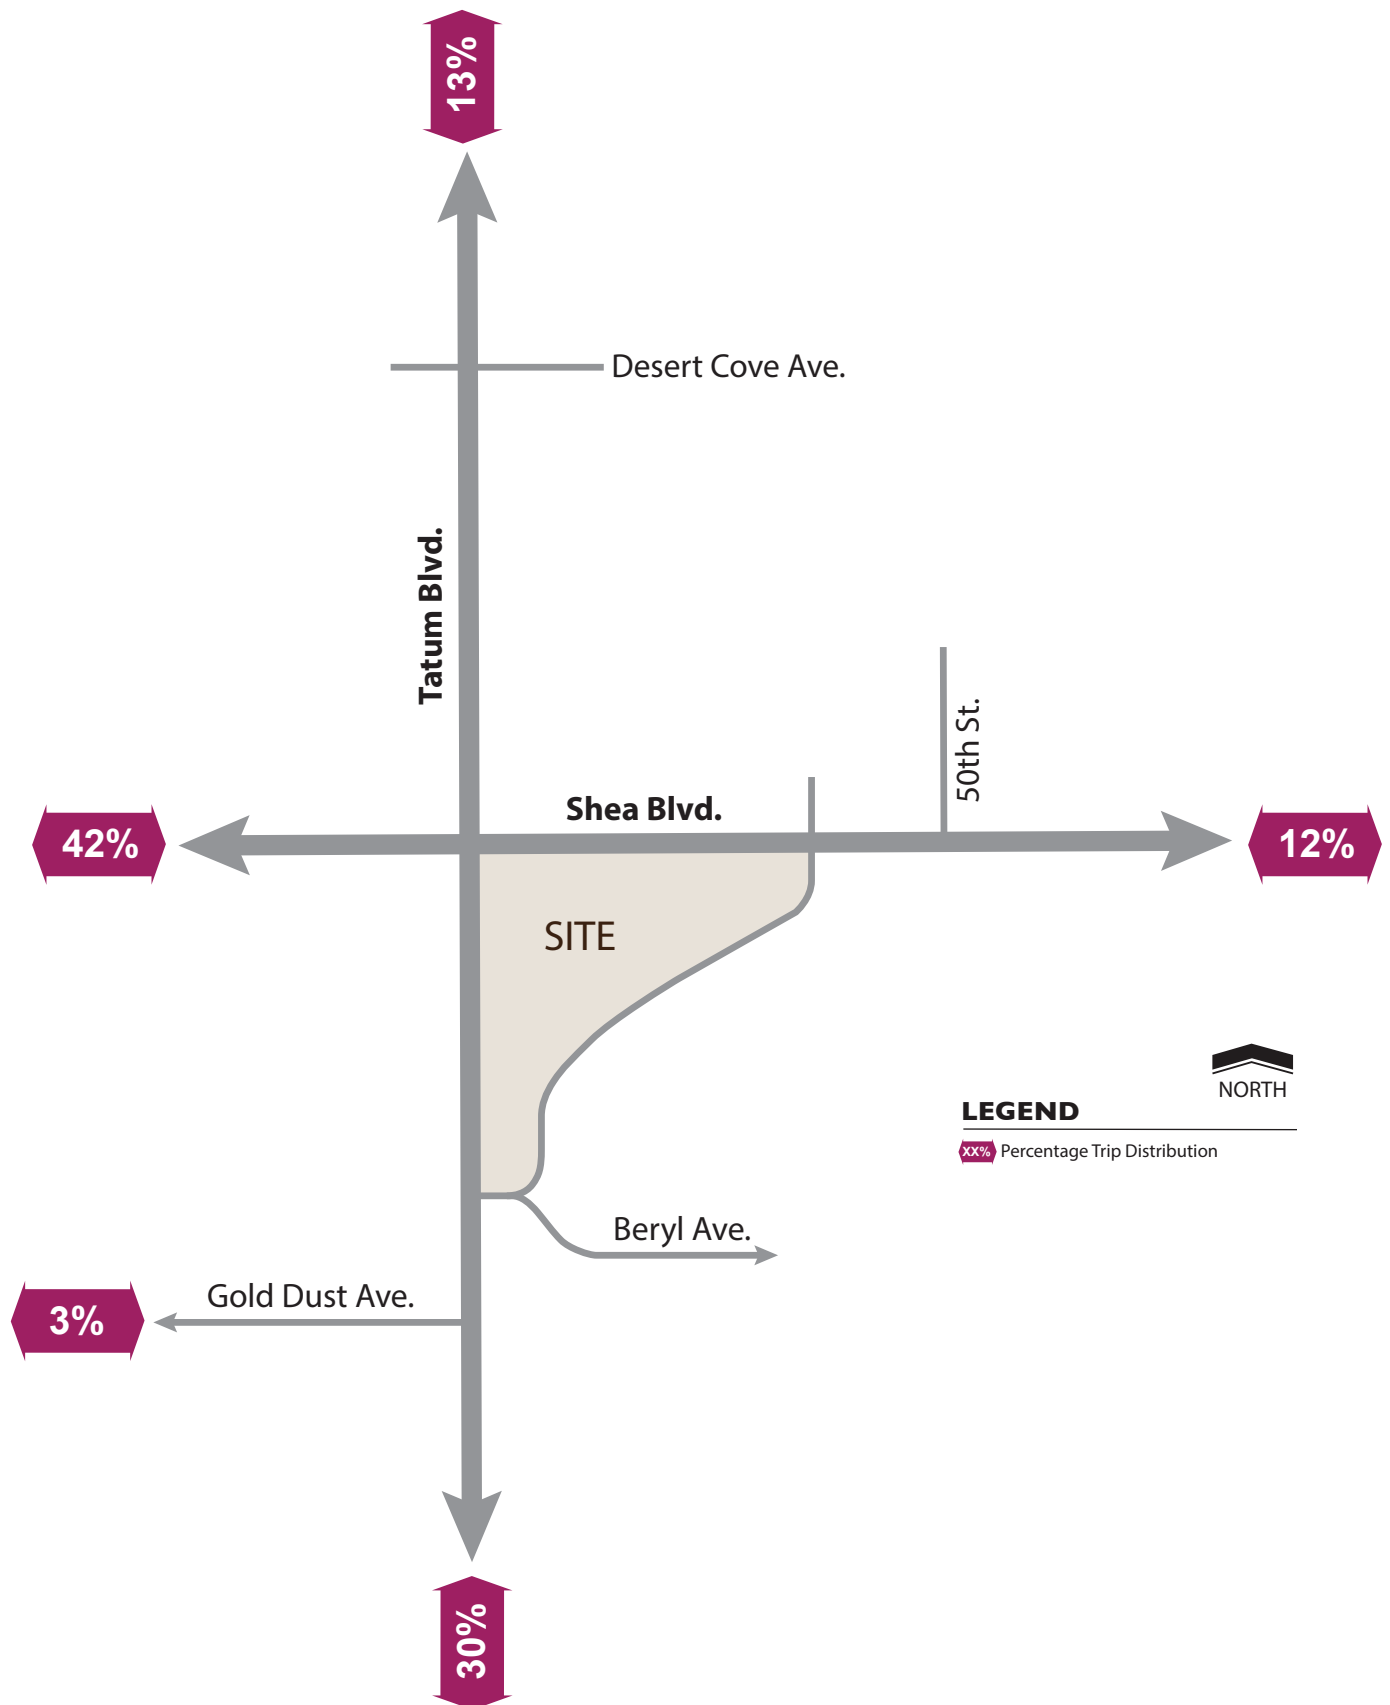 13%
Desert Cove Ave.
Tatum Blvd.
50th St.
Shea Blvd.
42%
12%
SITE
NORTH
LEGEND
XX% Percentage Trip Distribution
Beryl Ave.
Gold Dust Ave.
3%
30%